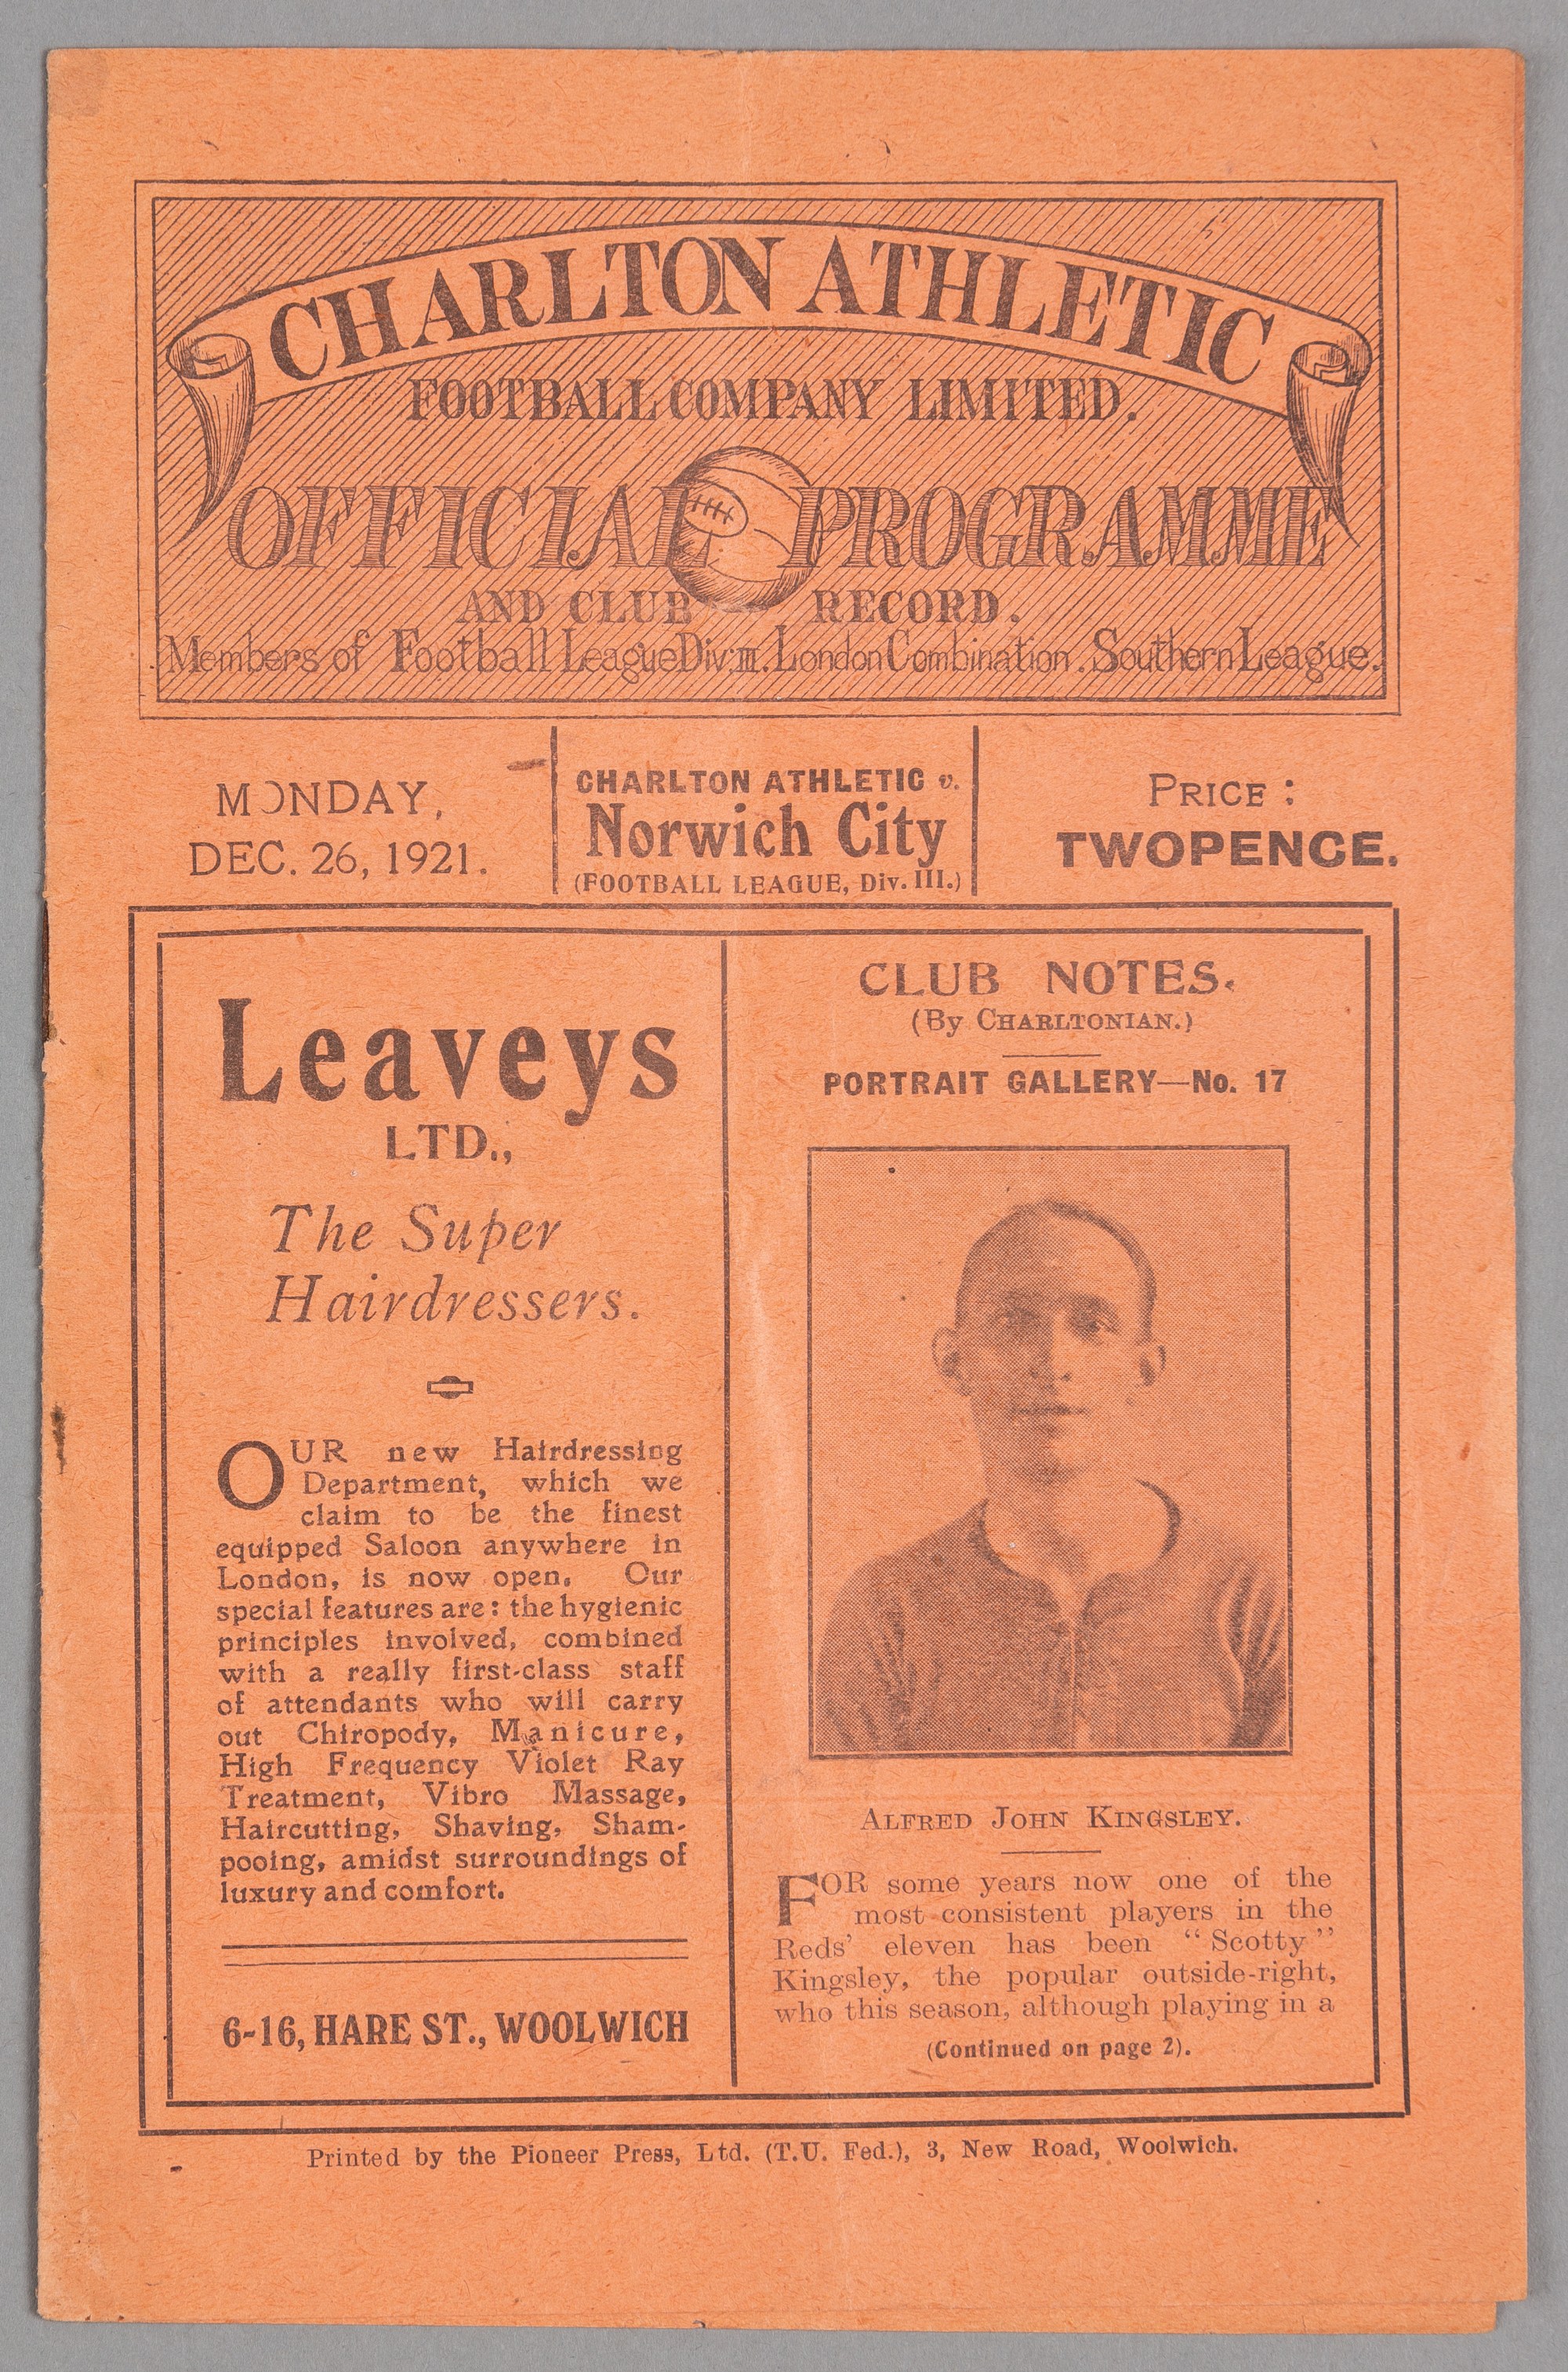 CHARLTON ATHLETIC
FOOTBALL COMPANY LIMITED.
OFFICIAL PROGRAMME
AND CLUB RECORD.
Members of Football League Div: III. London Combination. Southern League.
MONDAY,
DEC. 26, 1921.
CHARLTON ATHLETIC v.
Norwich City
(FOOTBALL LEAGUE, Div. III.)
PRICE :
TWOPENCE.
Leaveys
LTD.,
The Super
Hairdressers.
OUR new Hairdressing
Department, which we
claim to be the finest
equipped Saloon anywhere in
London, is now open. Our
special features are: the hygienic
principles involved, combined
with a really first-class staff
of attendants who will carry
out Chiropody, Manicure,
High Frequency Violet Ray
Treatment, Vibro Massage,
Haircutting, Shaving, Sham-
pooing, amidst surroundings of
luxury and comfort.
6-16, HARE ST., WOOLWICH
CLUB NOTES.
(By CHARLTONIAN.)
PORTRAIT GALLERY—No. 17
ALFRED JOHN KINGSLEY.
FOR some years now one of the
most consistent players in the
Reds' eleven has been "Scotty"
Kingsley, the popular outside-right,
who this season, although playing in a
(Continued on page 2).
Printed by the Pioneer Press, Ltd. (T.U. Fed.), 3, New Road, Woolwich.